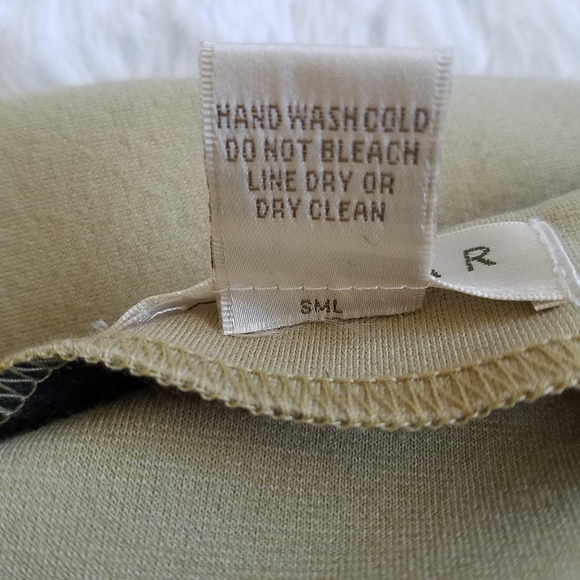 HAND WASH COLD
DO NOT BLEACH
LINE DRY OR
DRY CLEAN
SML